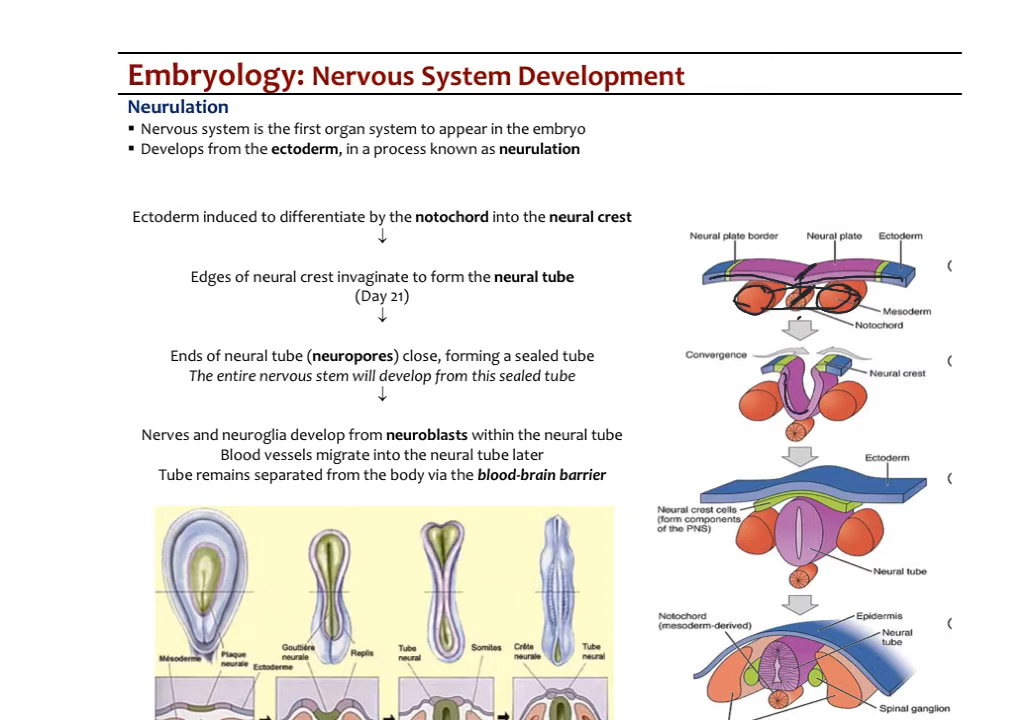 Embryology: Nervous System Development
Neurulation
▪ Nervous system is the first organ system to appear in the embryo
▪ Develops from the ectoderm, in a process known as neurulation
Ectoderm induced to differentiate by the notochord into the neural crest
↓
Edges of neural crest invaginate to form the neural tube
(Day 21)
↓
Ends of neural tube (neuropores) close, forming a sealed tube
The entire nervous stem will develop from this sealed tube
↓
Nerves and neuroglia develop from neuroblasts within the neural tube
Blood vessels migrate into the neural tube later
Tube remains separated from the body via the blood-brain barrier
Mésoderme
Plaque
neurale
Ectoderme
Gouttière
neurale
Replis
Tube
neural
Somites
Crête
neurale
Tube
neural
Neural plate border
Neural plate
Ectoderm
(
Mesoderm
Notochord
Convergence
(
Neural crest
Ectoderm
(
Neural crest cells
(form components
of the PNS)
Neural tube
Notochord
(mesoderm-derived)
Epidermis
(
Neural
tube
Spinal ganglion